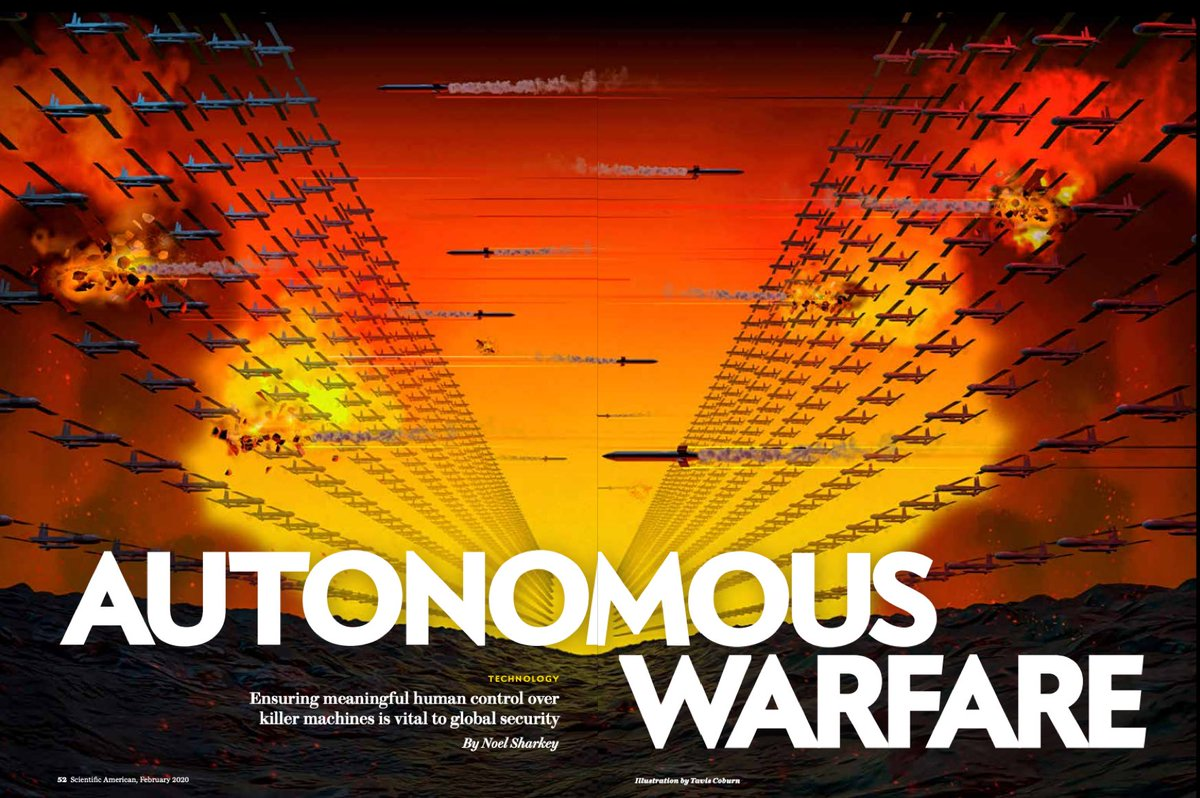 AUTONOMOUS
WARFARE
TECHNOLOGY
Ensuring meaningful human control over
killer machines is vital to global security
By Noel Sharkey
52 Scientific American, February 2020
Illustration by Tavis Coburn